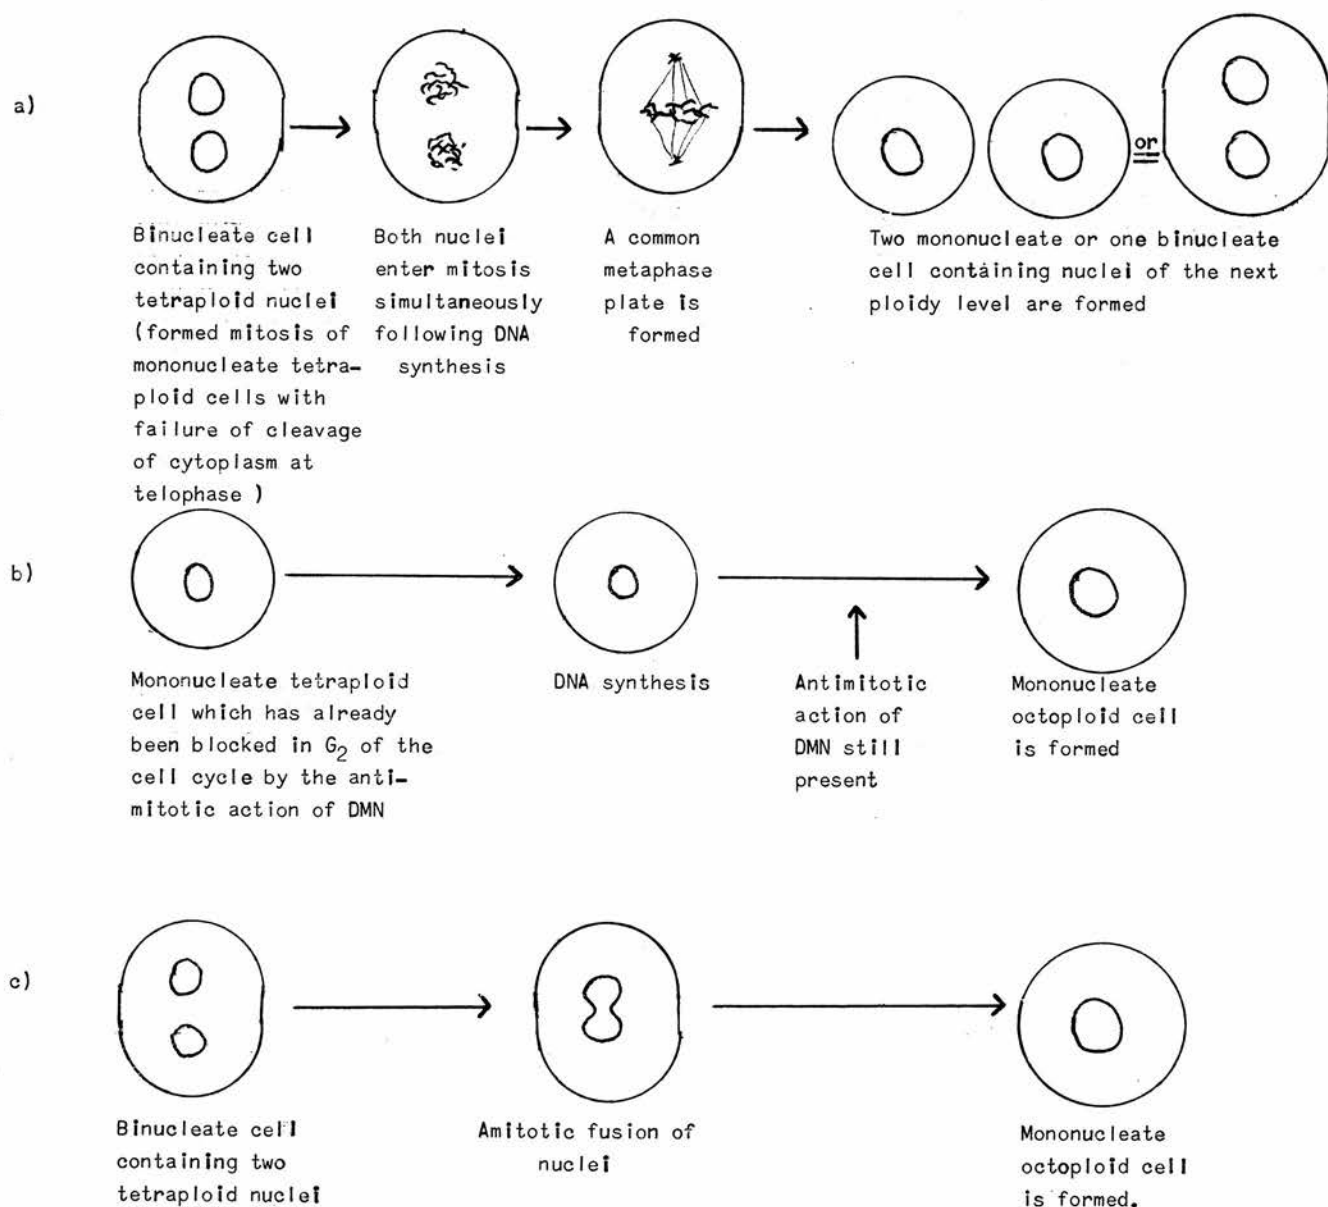 a)
Binucleate cell
containing two
tetraploid nuclei
(formed mitosis of
mononucleate tetra-
ploid cells with
failure of cleavage
of cytoplasm at
telophase )
Both nuclei
enter mitosis
simultaneously
following DNA
synthesis
A common
metaphase
plate is
formed
or
Two mononucleate or one binucleate
cell containing nuclei of the next
ploidy level are formed
b)
Mononucleate tetraploid
cell which has already
been blocked in G2 of the
cell cycle by the anti-
mitotic action of DMN
DNA synthesis
Antimitotic
action of
DMN still
present
Mononucleate
octoploid cell
is formed
c)
Binucleate cell
containing two
tetraploid nuclei
Amitotic fusion of
nuclei
Mononucleate
octoploid cell
is formed.